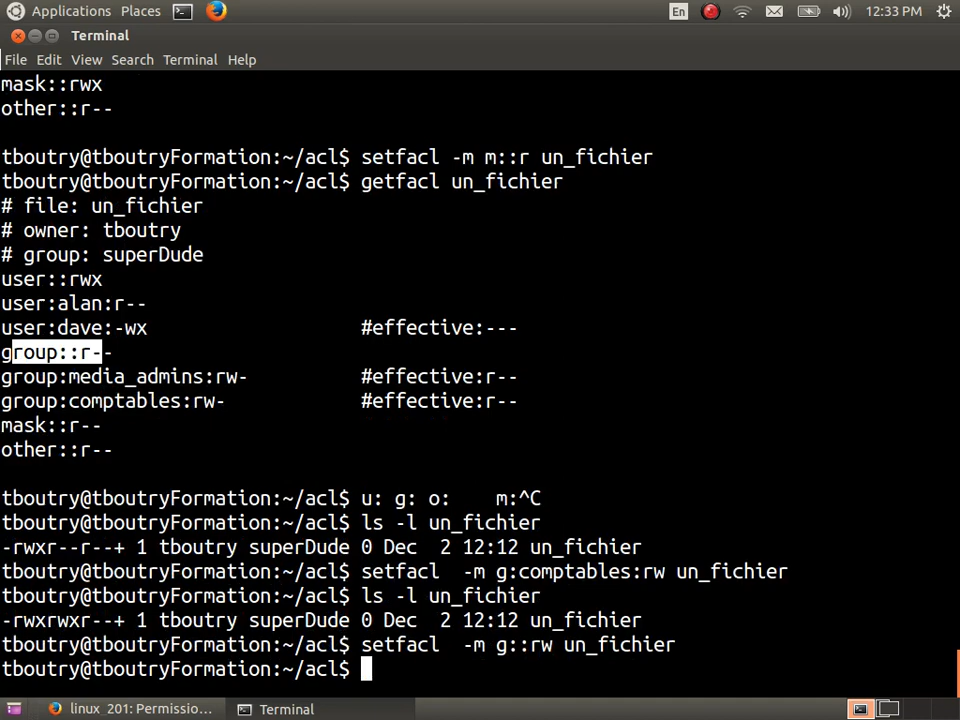 Applications Places En 12:33 PM
Terminal
File Edit View Search Terminal Help
mask::rwx
other::r--
tboutry@tboutryFormation:~/acl$ setfacl -m m::r un_fichier
tboutry@tboutryFormation:~/acl$ getfacl un_fichier
# file: un_fichier
# owner: tboutry
# group: superDude
user::rwx
user:alan:r--
user:dave:-wx #effective:---
group::r--
group:media_admins:rw- #effective:r--
group:comptables:rw- #effective:r--
mask::r--
other::r--
tboutry@tboutryFormation:~/acl$ u: g: o: m:^C
tboutry@tboutryFormation:~/acl$ ls -l un_fichier
-rwxr--r--+ 1 tboutry superDude 0 Dec 2 12:12 un_fichier
tboutry@tboutryFormation:~/acl$ setfacl -m g:comptables:rw un_fichier
tboutry@tboutryFormation:~/acl$ ls -l un_fichier
-rwxrwxr--+ 1 tboutry superDude 0 Dec 2 12:12 un_fichier
tboutry@tboutryFormation:~/acl$ setfacl -m g::rw un_fichier
tboutry@tboutryFormation:~/acl$
linux_201: Permissio... Terminal